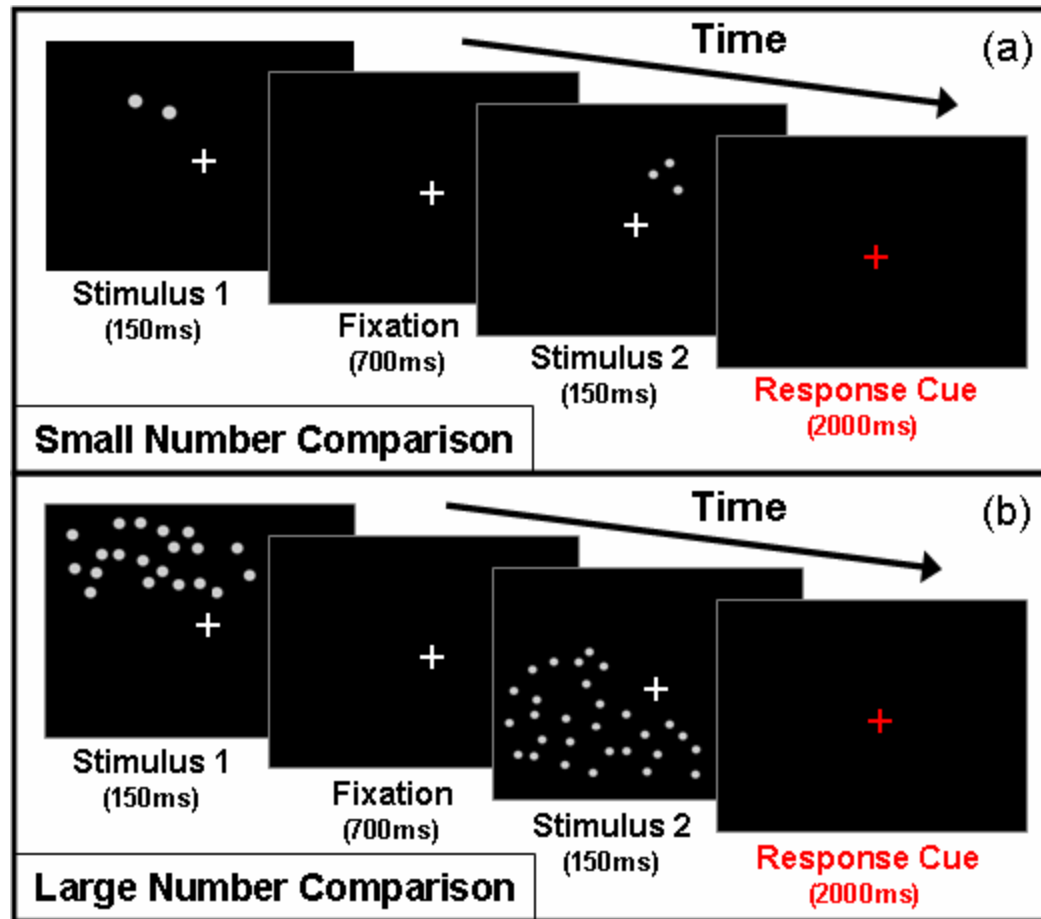 Time
(a)
Stimulus 1
(150ms)
Fixation
(700ms)
Stimulus 2
(150ms)
Response Cue
(2000ms)
Small Number Comparison
Time
(b)
Stimulus 1
(150ms)
Fixation
(700ms)
Stimulus 2
(150ms)
Response Cue
(2000ms)
Large Number Comparison